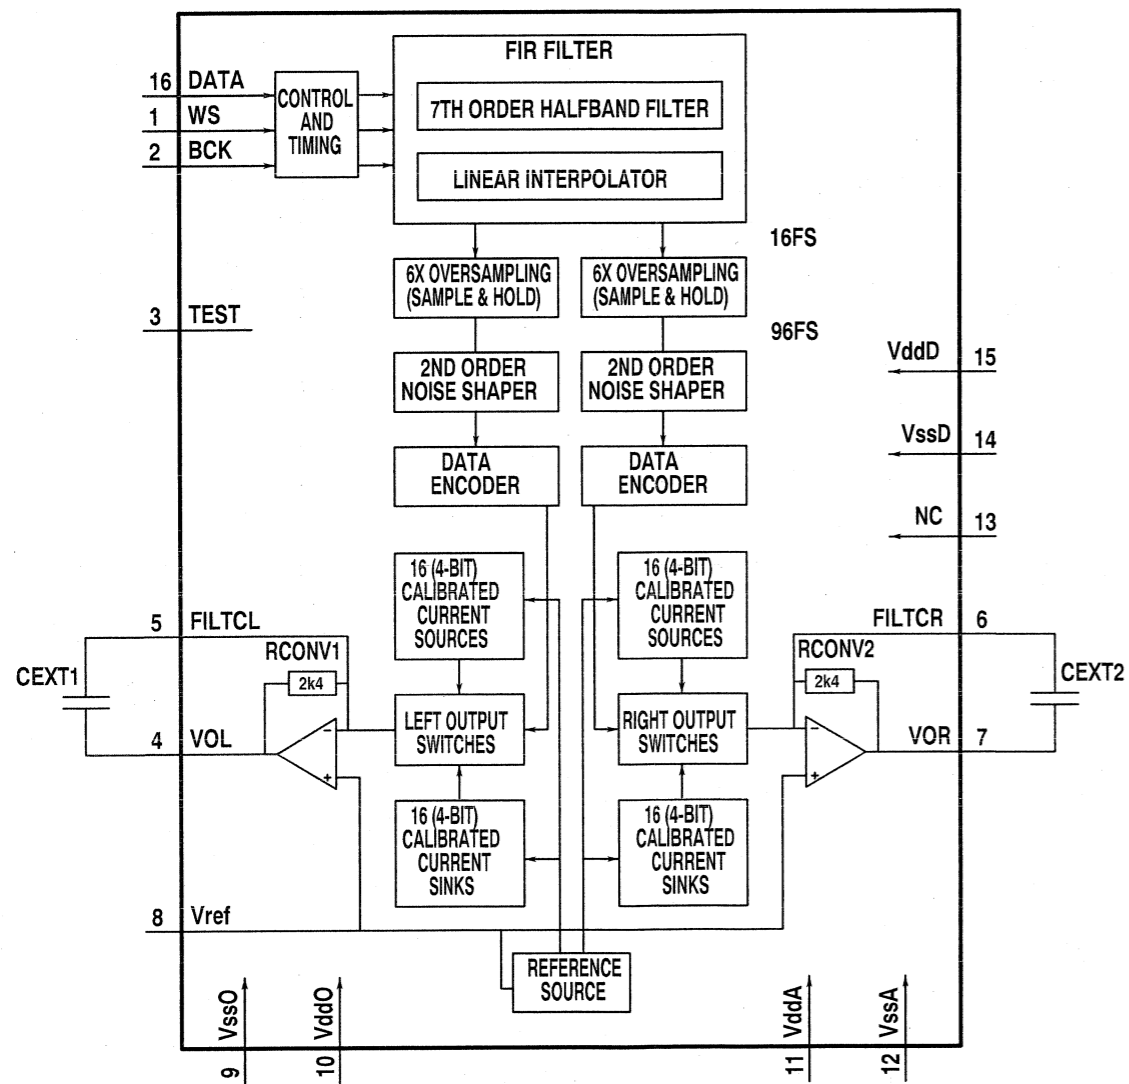 FIR FILTER
16 DATA
1 WS
2 BCK
CONTROL
AND
TIMING
7TH ORDER HALFBAND FILTER
LINEAR INTERPOLATOR
16FS
6X OVERSAMPLING
(SAMPLE & HOLD)
6X OVERSAMPLING
(SAMPLE & HOLD)
3 TEST
96FS
2ND ORDER
NOISE SHAPER
2ND ORDER
NOISE SHAPER
VddD 15
VssD 14
NC 13
DATA
ENCODER
DATA
ENCODER
16 (4-BIT)
CALIBRATED
CURRENT
SOURCES
16 (4-BIT)
CALIBRATED
CURRENT
SOURCES
5 FILTCL
FILTCR 6
RCONV1
2k4
RCONV2
2k4
CEXT1
CEXT2
4 VOL
VOR 7
-
+
-
+
LEFT OUTPUT
SWITCHES
RIGHT OUTPUT
SWITCHES
16 (4-BIT)
CALIBRATED
CURRENT
SINKS
16 (4-BIT)
CALIBRATED
CURRENT
SINKS
8 Vref
REFERENCE
SOURCE
9 VssO
10 VddO
11 VddA
12 VssA